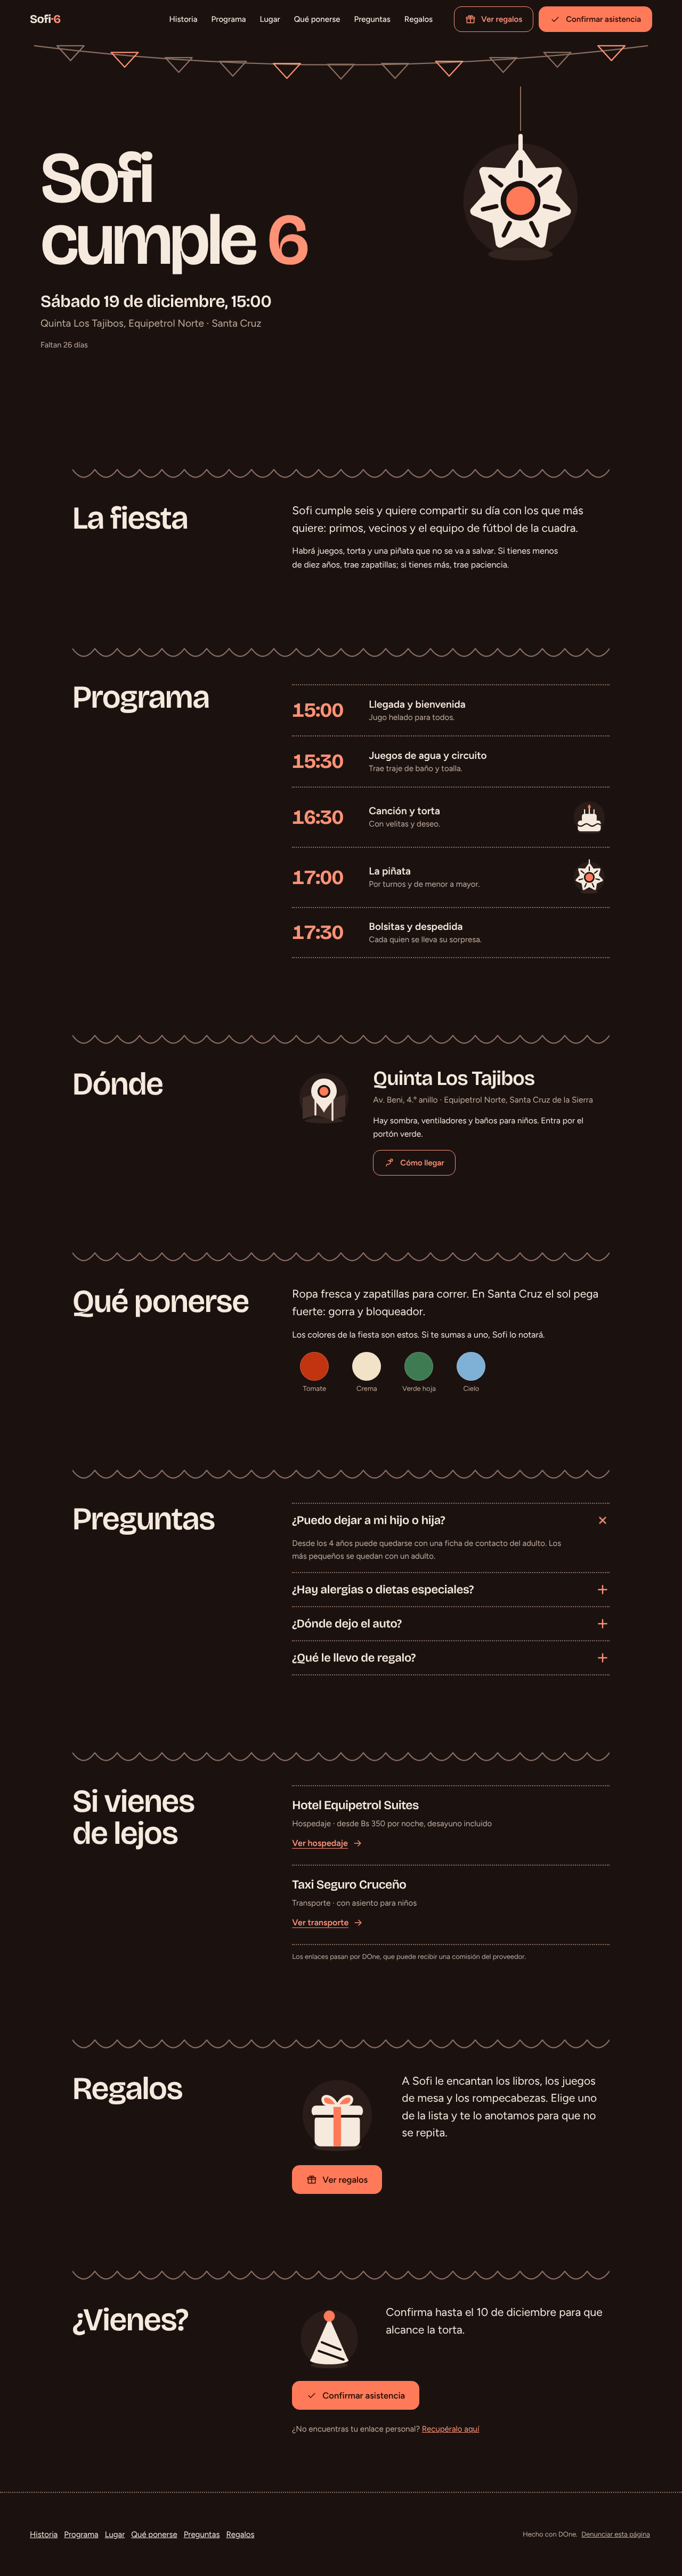 Sofi·6
Historia Programa Lugar Qué ponerse Preguntas Regalos
Ver regalos
Confirmar asistencia
Sofi
cumple 6
Sábado 19 de diciembre, 15:00
Quinta Los Tajibos, Equipetrol Norte · Santa Cruz
Faltan 26 días
La fiesta
Sofi cumple seis y quiere compartir su día con los que más
quiere: primos, vecinos y el equipo de fútbol de la cuadra.
Habrá juegos, torta y una piñata que no se va a salvar. Si tienes menos
de diez años, trae zapatillas; si tienes más, trae paciencia.
Programa
15:00
Llegada y bienvenida
Jugo helado para todos.
15:30
Juegos de agua y circuito
Trae traje de baño y toalla.
16:30
Canción y torta
Con velitas y deseo.
17:00
La piñata
Por turnos y de menor a mayor.
17:30
Bolsitas y despedida
Cada quien se lleva su sorpresa.
Dónde
Quinta Los Tajibos
Av. Beni, 4.º anillo · Equipetrol Norte, Santa Cruz de la Sierra
Hay sombra, ventiladores y baños para niños. Entra por el
portón verde.
Cómo llegar
Qué ponerse
Ropa fresca y zapatillas para correr. En Santa Cruz el sol pega
fuerte: gorra y bloqueador.
Los colores de la fiesta son estos. Si te sumas a uno, Sofi lo notará.
Tomate Crema Verde hoja Cielo
Preguntas
¿Puedo dejar a mi hijo o hija?
Desde los 4 años puede quedarse con una ficha de contacto del adulto. Los
más pequeños se quedan con un adulto.
¿Hay alergias o dietas especiales?
¿Dónde dejo el auto?
¿Qué le llevo de regalo?
Si vienes
de lejos
Hotel Equipetrol Suites
Hospedaje · desde Bs 350 por noche, desayuno incluido
Ver hospedaje
Taxi Seguro Cruceño
Transporte · con asiento para niños
Ver transporte
Los enlaces pasan por DOne, que puede recibir una comisión del proveedor.
Regalos
A Sofi le encantan los libros, los juegos
de mesa y los rompecabezas. Elige uno
de la lista y te lo anotamos para que no
se repita.
Ver regalos
¿Vienes?
Confirma hasta el 10 de diciembre para que
alcance la torta.
Confirmar asistencia
¿No encuentras tu enlace personal? Recupéralo aquí
Historia Programa Lugar Qué ponerse Preguntas Regalos
Hecho con DOne. Denunciar esta página